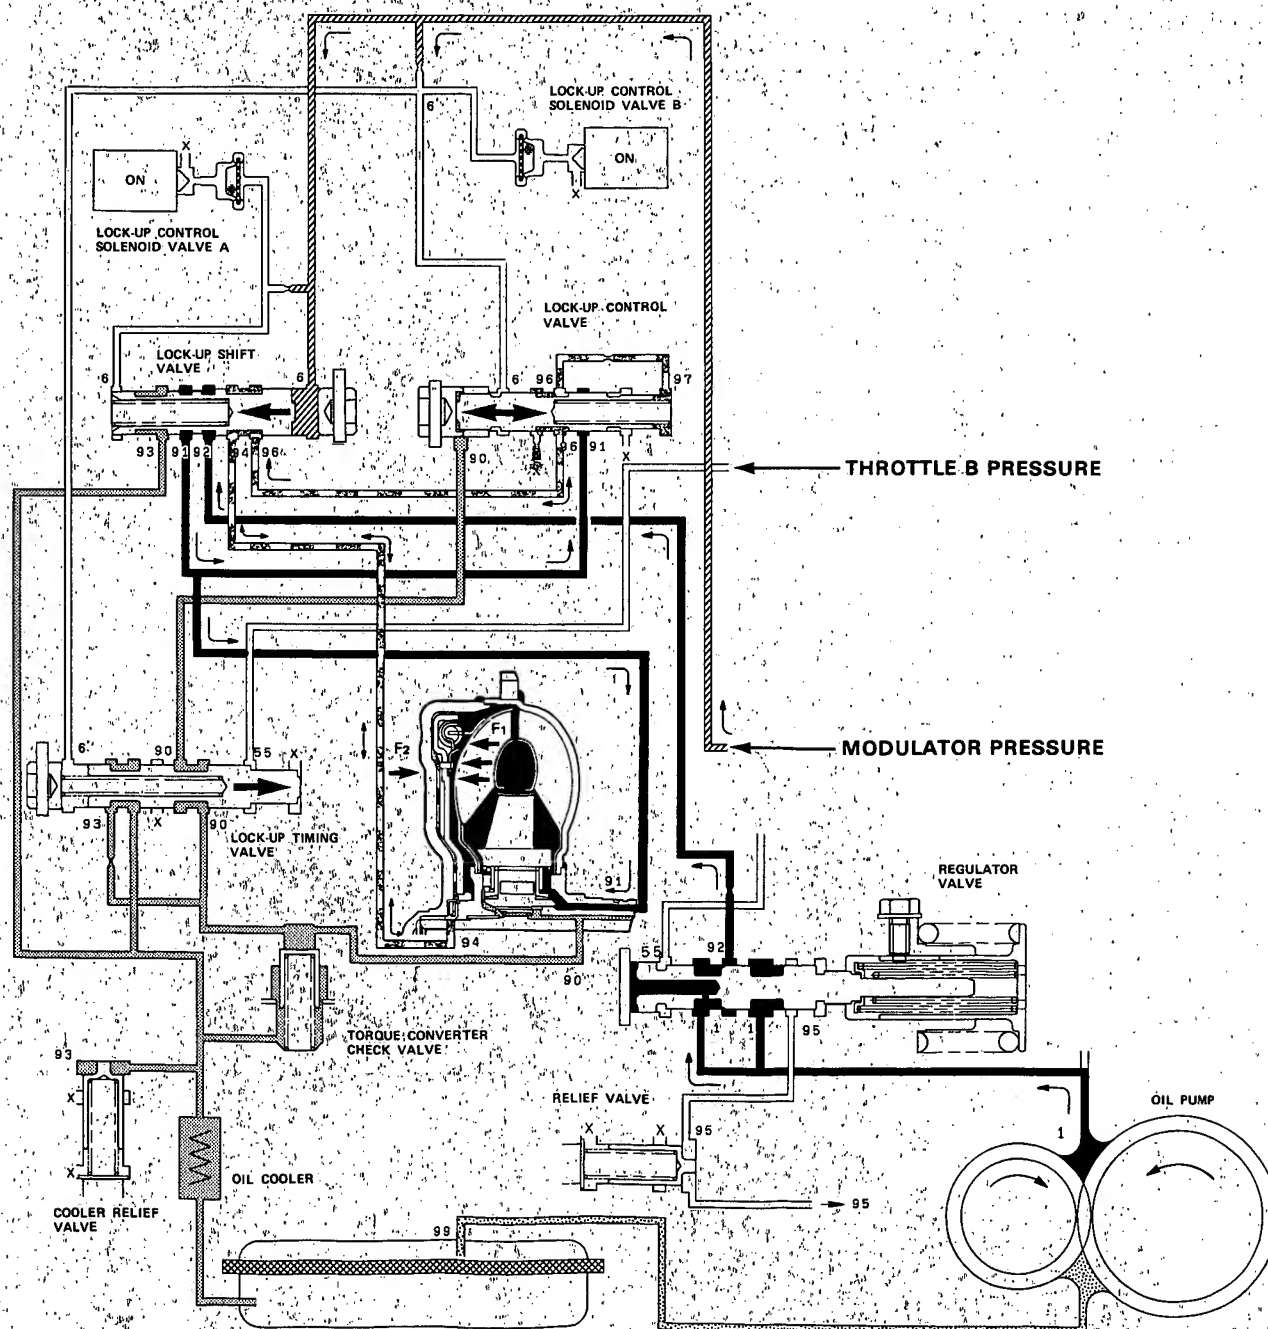 LOCK-UP CONTROL
SOLENOID VALVE B
6
X
ON
ON
X
LOCK-UP CONTROL
SOLENOID VALVE A
LOCK-UP CONTROL
VALVE
LOCK-UP SHIFT
VALVE
6
6
6
96
97
93
91
92
94
96
90
X
96
91
X
THROTTLE B PRESSURE
F2
F1
MODULATOR PRESSURE
6
90
55
X
93
X
90
LOCK-UP TIMING
VALVE
91
REGULATOR
VALVE
94
90
55
92
1
1
95
TORQUE CONVERTER
CHECK VALVE
93
X
X
RELIEF VALVE
X
X
95
OIL PUMP
1
OIL COOLER
95
COOLER RELIEF
VALVE
99